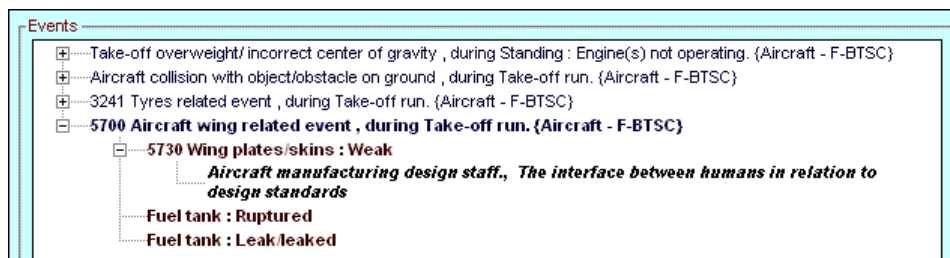 Events
Take-off overweight/ incorrect center of gravity , during Standing : Engine(s) not operating. {Aircraft - F-BTSC}
Aircraft collision with object/obstacle on ground , during Take-off run. {Aircraft - F-BTSC}
3241 Tyres related event , during Take-off run. {Aircraft - F-BTSC}
5700 Aircraft wing related event , during Take-off run. {Aircraft - F-BTSC}
5730 Wing plates/skins : Weak
Aircraft manufacturing design staff., The interface between humans in relation to
design standards
Fuel tank : Ruptured
Fuel tank : Leak/leaked